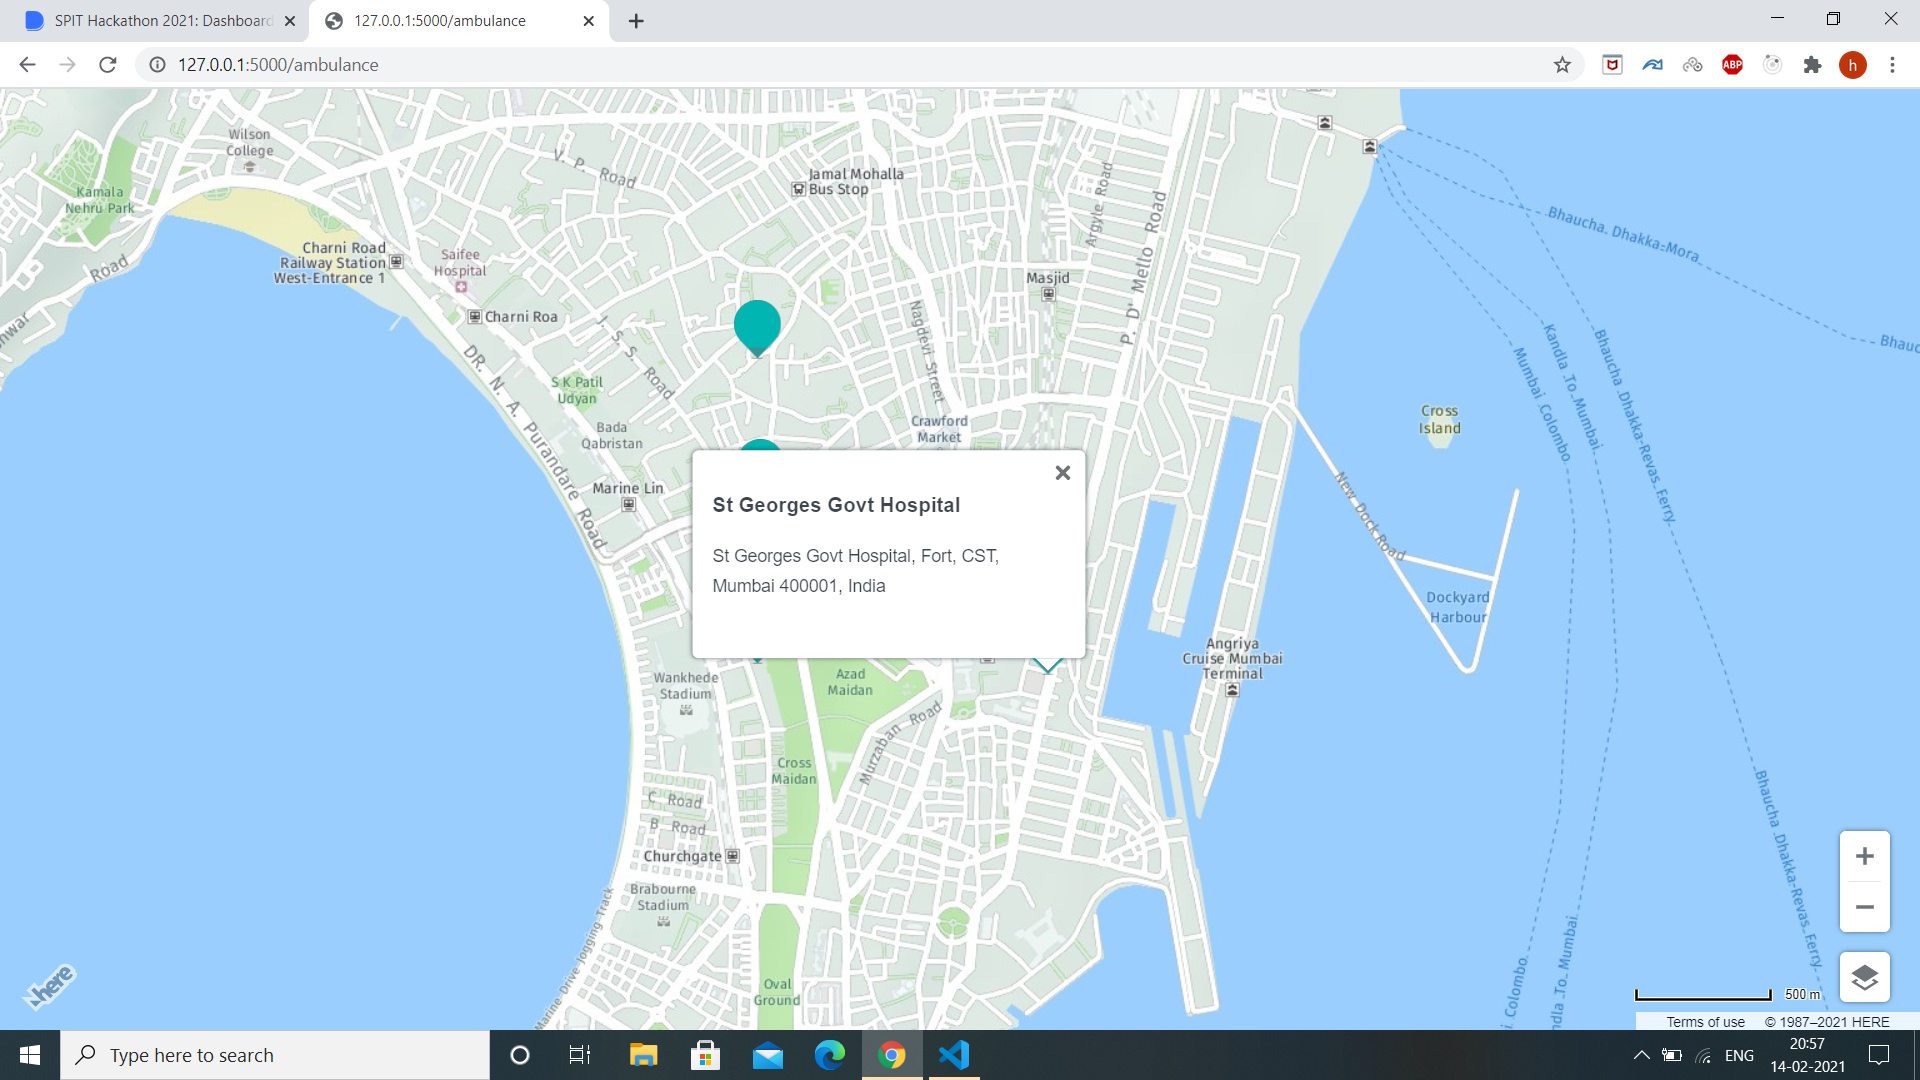 SPIT Hackathon 2021: Dashboard
127.0.0.1:5000/ambulance
127.0.0.1:5000/ambulance
ABP
h
Wilson
College
V. P. Road
Jamal Mohalla
Bus Stop
Kamala
Nehru Park
Argyle Road
P. D' Mello Road
Bhaucha Dhakka-Mora
Charni Road
Railway Station
West-Entrance 1
Saifee
Hospital
Road
Masjid
Charni Roa
Nagdevi Street
J. S. S. Road
DR. N. A. Purandare Road
S K Patil
Udyan
Kandla To Mumbai
Mumbai Colombo
Bhaucha Dhakka-Revas Ferry
Bhauc
Cross
Island
Crawford
Market
Bada
Qabristan
Marine Lin
St Georges Govt Hospital
St Georges Govt Hospital, Fort, CST,
Mumbai 400001, India
New Dock Road
Dockyard
Harbour
Angriya
Cruise Mumbai
Terminal
Wankhede
Stadium
Azad
Maidan
Murzaban Road
Cross
Maidan
C Road
B Road
Churchgate
Brabourne
Stadium
Marine Drive Jogging Track
Oval
Ground
Bhaucha Dhakka-Revas Ferry
i Colombo
ndla To Mumbai
here
500 m
Terms of use © 1987–2021 HERE
Type here to search
ENG
20:57
14-02-2021